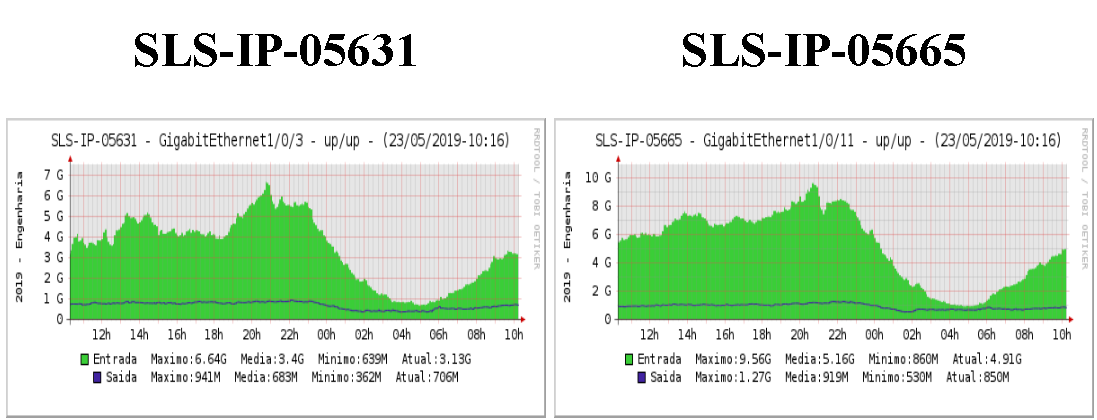 SLS-IP-05631
SLS-IP-05665
SLS-IP-05631 - GigabitEthernet1/0/3 - up/up - (23/05/2019-10:16)
RRDTOOL / TOBI OETIKER
2019 - Engenharia
7 G
6 G
5 G
4 G
3 G
2 G
1 G
0
12h 14h 16h 18h 20h 22h 00h 02h 04h 06h 08h 10h
Entrada Maximo:6.64G Media:3.4G Minimo:639M Atual:3.13G
Saida Maximo:941M Media:683M Minimo:362M Atual:706M
SLS-IP-05665 - GigabitEthernet1/0/11 - up/up - (23/05/2019-10:16)
RRDTOOL / TOBI OETIKER
2019 - Engenharia
10 G
8 G
6 G
4 G
2 G
0
12h 14h 16h 18h 20h 22h 00h 02h 04h 06h 08h 10h
Entrada Maximo:9.56G Media:5.16G Minimo:860M Atual:4.91G
Saida Maximo:1.27G Media:919M Minimo:530M Atual:850M